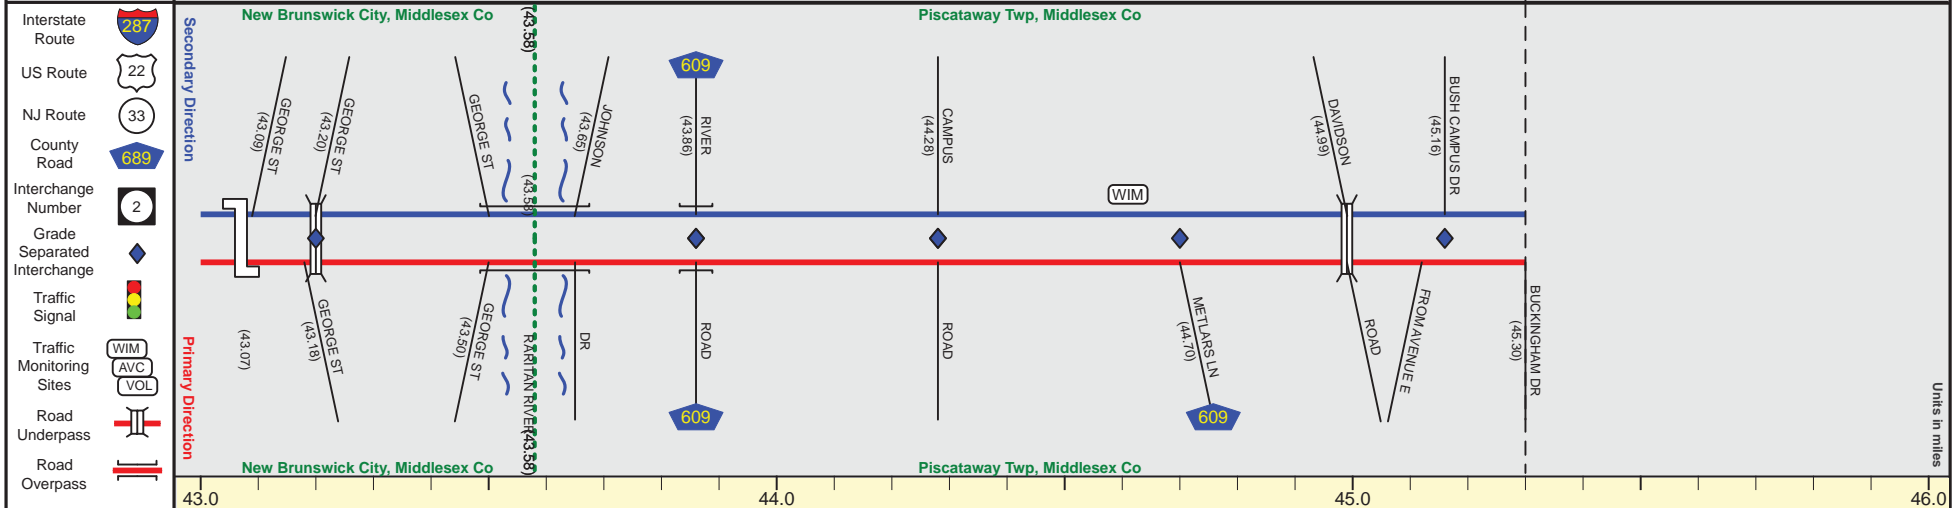 Interstate
Route
287
US Route
22
NJ Route
33
County
Road
689
Interchange
Number
2
Grade
Separated
Interchange
Traffic
Signal
Traffic
Monitoring
Sites
WIM
AVC
VOL
Road
Underpass
Road
Overpass
Secondary Direction
Primary Direction
New Brunswick City, Middlesex Co
(43.58)
Piscataway Twp, Middlesex Co
GEORGE ST
(43.09)
GEORGE ST
(43.20)
GEORGE ST
(43.58)
JOHNSON
(43.65)
609
RIVER
(43.86)
CAMPUS
(44.28)
WIM
DAVIDSON
(44.99)
BUSH CAMPUS DR
(45.16)
(43.07)
GEORGE ST
(43.18)
GEORGE ST
(43.50)
RARITAN RIVER
(43.58)
DR
ROAD
609
ROAD
METLARS LN
(44.70)
609
ROAD
FROM AVENUE E
BUCKINGHAM DR
(45.30)
Units in miles
New Brunswick City, Middlesex Co
Piscataway Twp, Middlesex Co
43.0
44.0
45.0
46.0